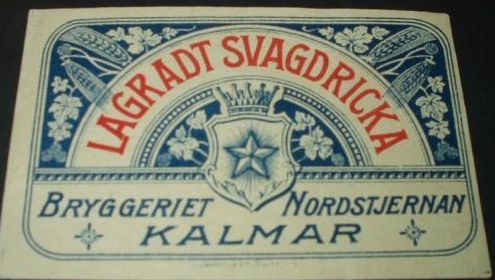 LAGRADT SVAGDRICKA
BRYGGERIET NORDSTJERNAN
KALMAR